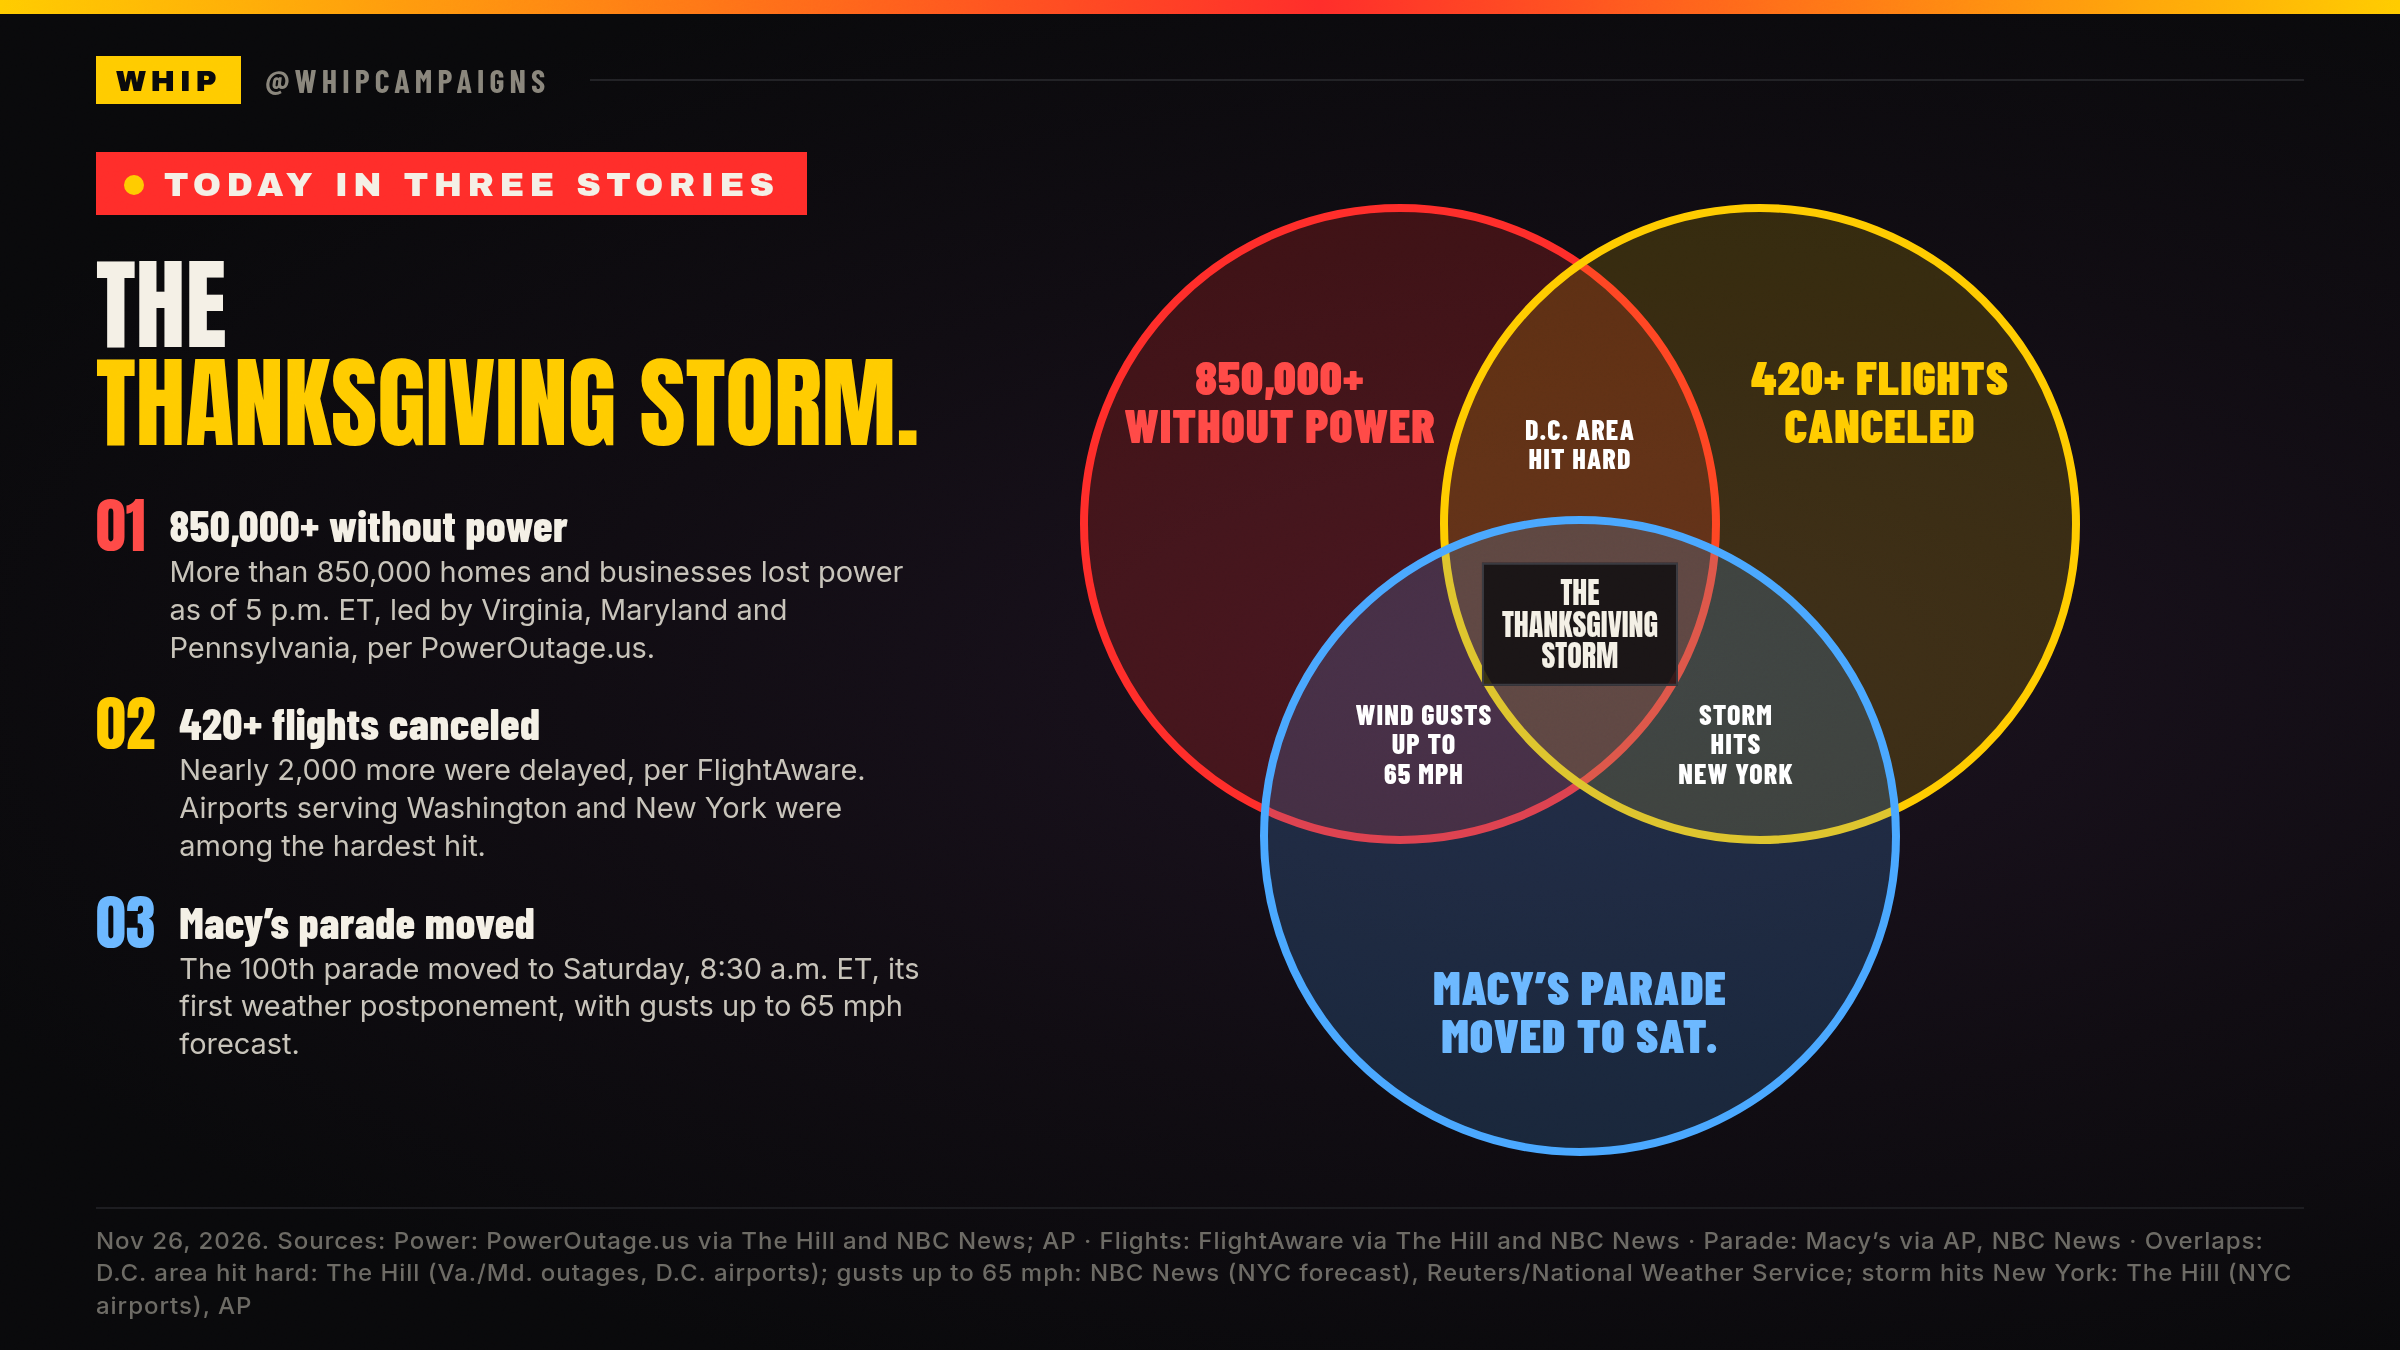 WHIP @WHIPCAMPAIGNS
TODAY IN THREE STORIES
THE
THANKSGIVING STORM.
01 850,000+ without power
More than 850,000 homes and businesses lost power
as of 5 p.m. ET, led by Virginia, Maryland and
Pennsylvania, per PowerOutage.us.
02 420+ flights canceled
Nearly 2,000 more were delayed, per FlightAware.
Airports serving Washington and New York were
among the hardest hit.
03 Macy’s parade moved
The 100th parade moved to Saturday, 8:30 a.m. ET, its
first weather postponement, with gusts up to 65 mph
forecast.
850,000+
WITHOUT POWER
420+ FLIGHTS
CANCELED
D.C. AREA
HIT HARD
THE
THANKSGIVING
STORM
WIND GUSTS
UP TO
65 MPH
STORM
HITS
NEW YORK
MACY’S PARADE
MOVED TO SAT.
Nov 26, 2026. Sources: Power: PowerOutage.us via The Hill and NBC News; AP · Flights: FlightAware via The Hill and NBC News · Parade: Macy’s via AP, NBC News · Overlaps:
D.C. area hit hard: The Hill (Va./Md. outages, D.C. airports); gusts up to 65 mph: NBC News (NYC forecast), Reuters/National Weather Service; storm hits New York: The Hill (NYC
airports), AP